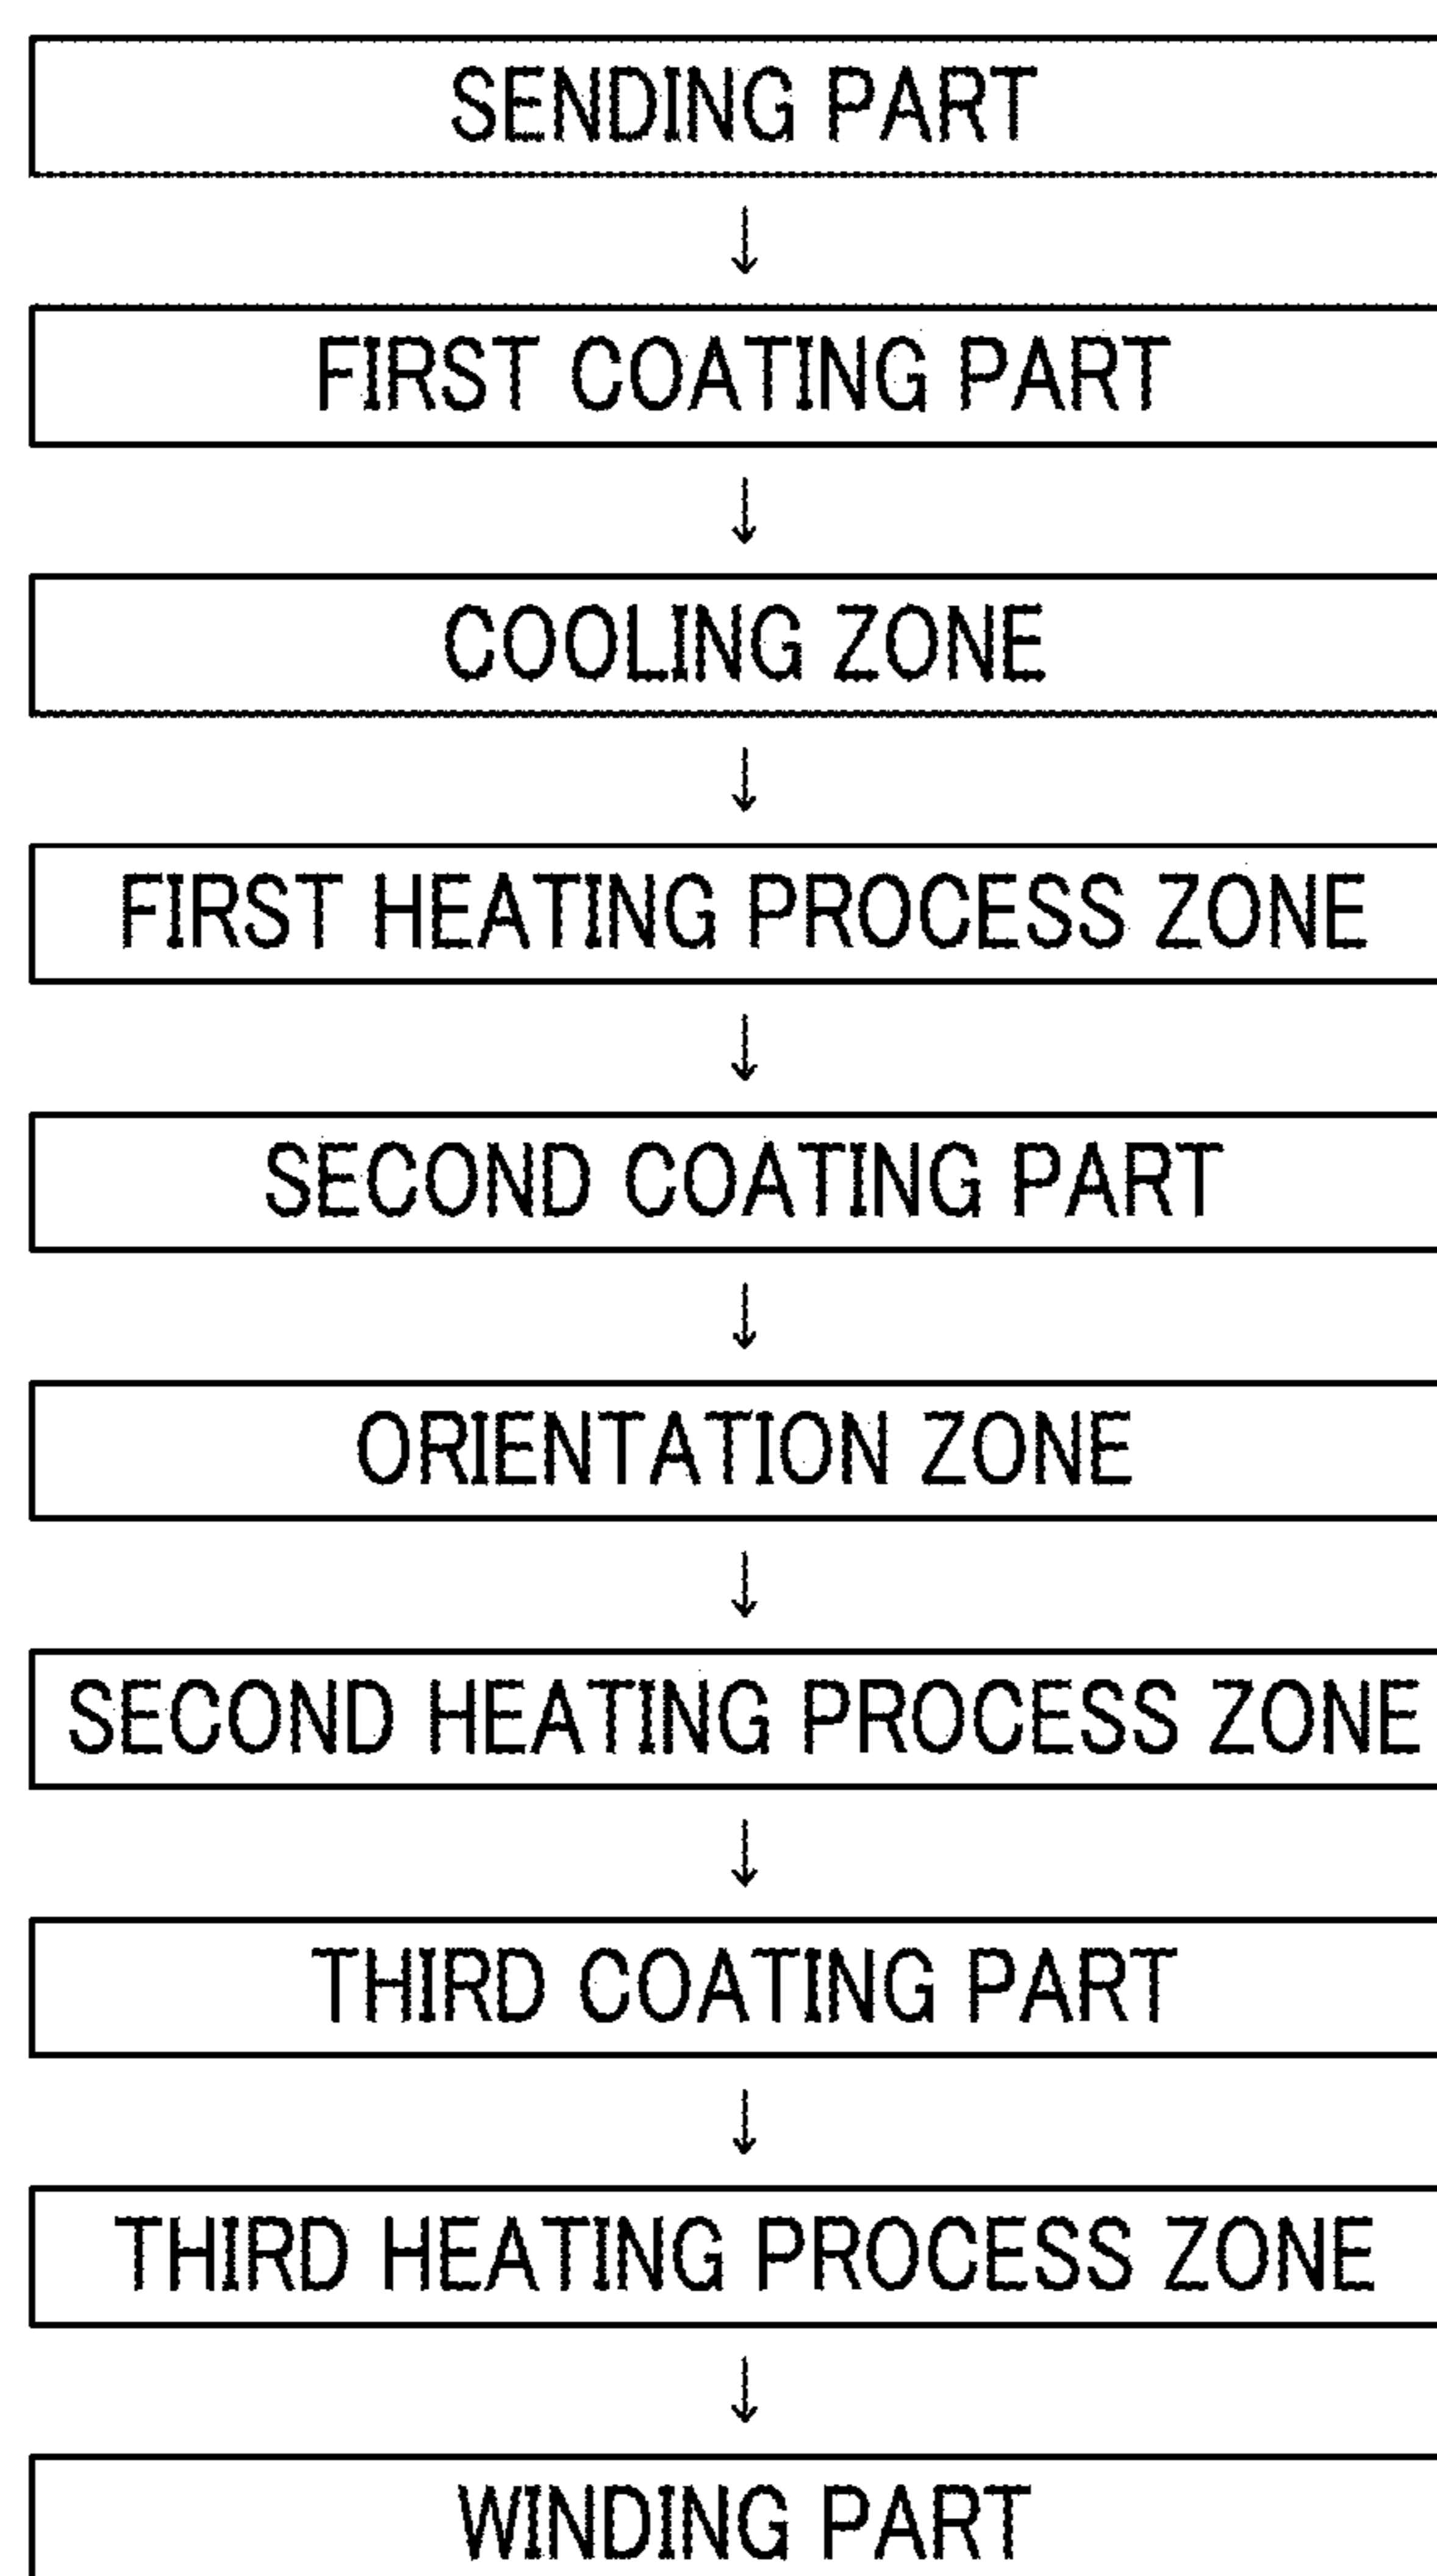 SENDING PART
FIRST COATING PART
COOLING ZONE
FIRST HEATING PROCESS ZONE
SECOND COATING PART
ORIENTATION ZONE
SECOND HEATING PROCESS ZONE
THIRD COATING PART
THIRD HEATING PROCESS ZONE
WINDING PART